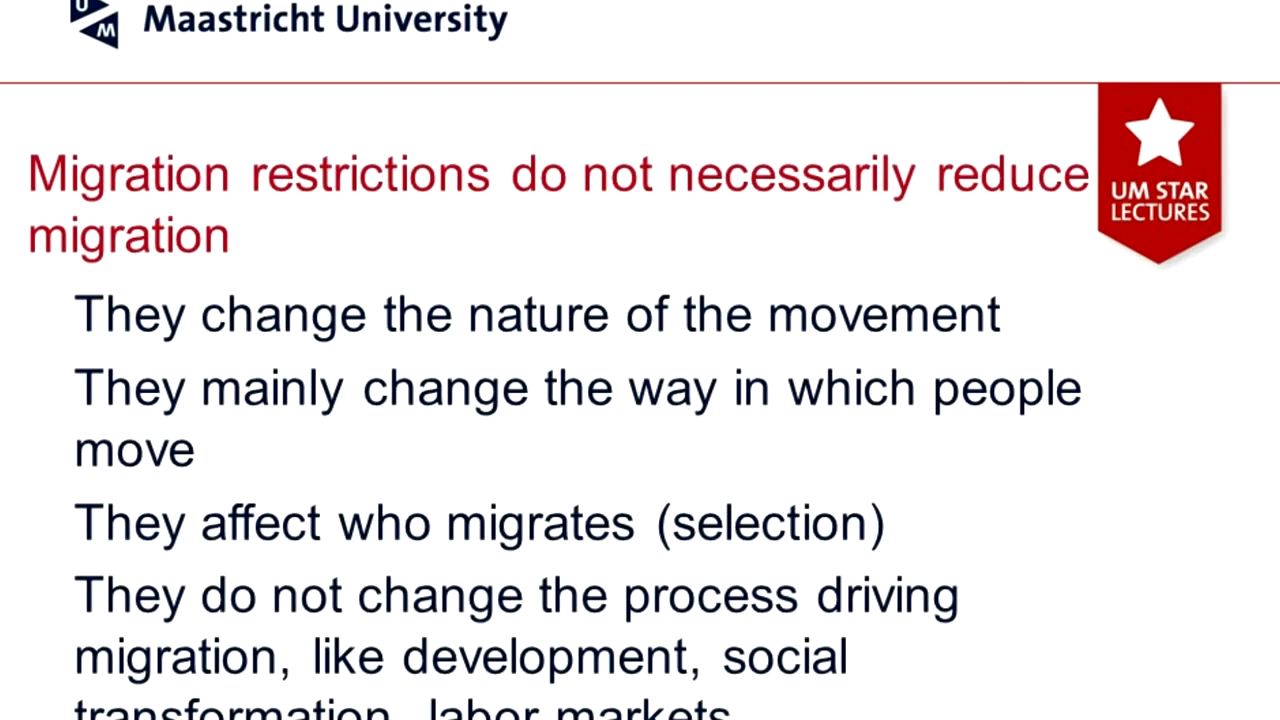 UM
Maastricht University
UM STAR
LECTURES
Migration restrictions do not necessarily reduce
migration
They change the nature of the movement
They mainly change the way in which people
move
They affect who migrates (selection)
They do not change the process driving
migration, like development, social
transformation, labor markets